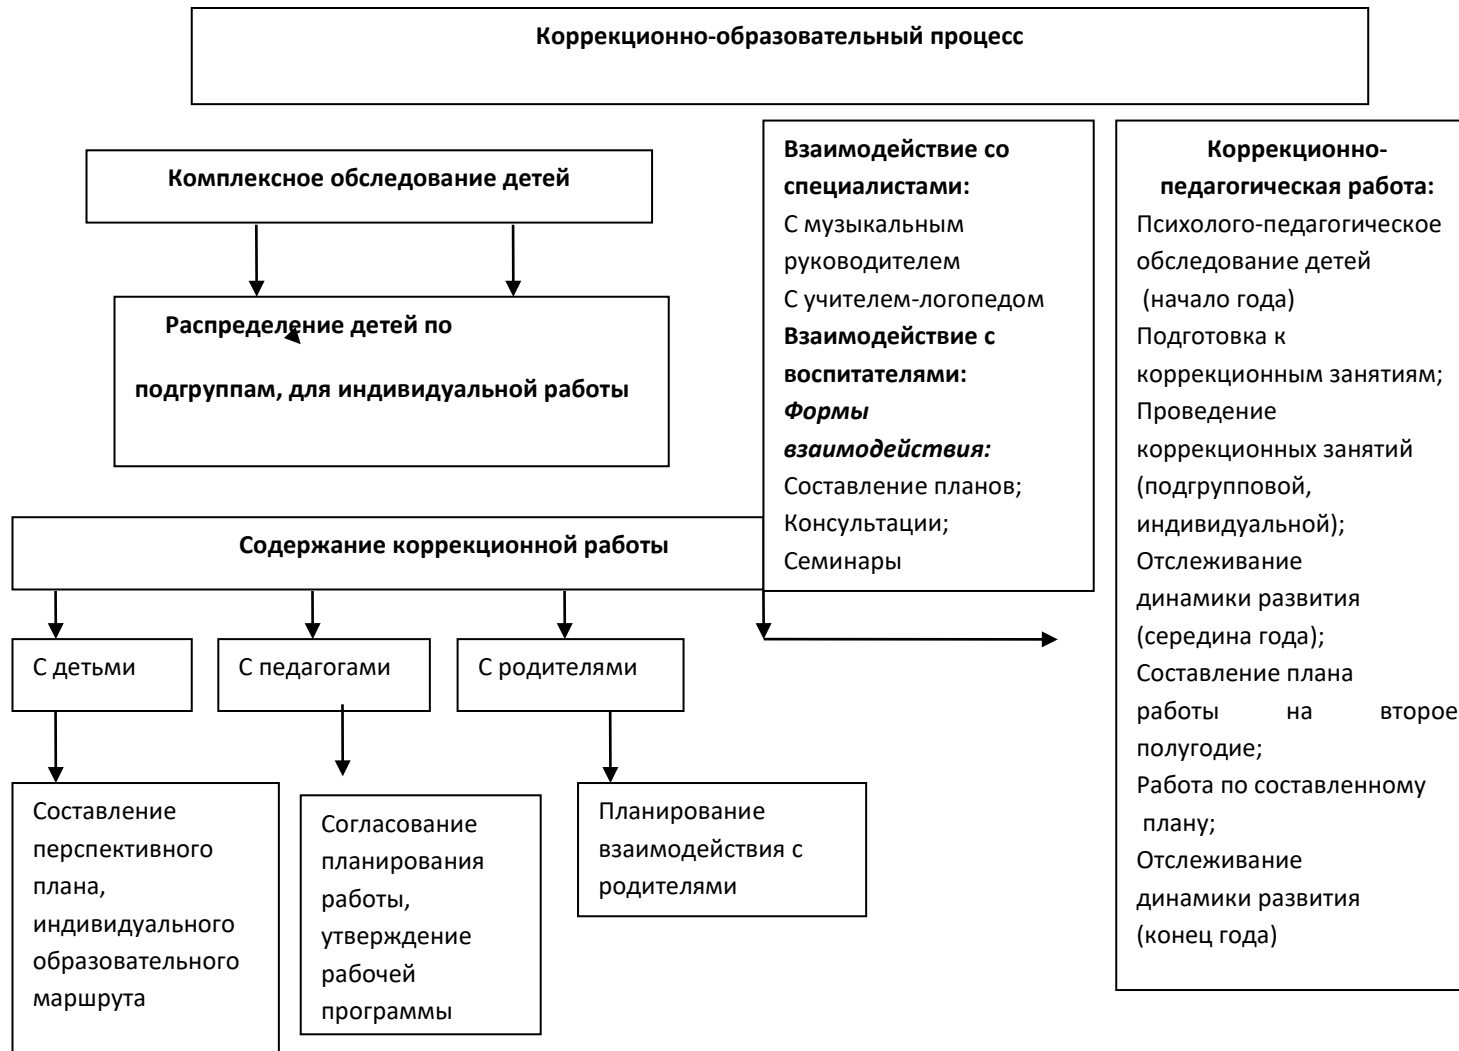 Коррекционно-образовательный процесс
Комплексное обследование детей
Распределение детей по
подгруппам, для индивидуальной работы
Содержание коррекционной работы
С детьми
С педагогами
С родителями
Составление
перспективного
плана,
индивидуального
образовательного
маршрута
Согласование
планирования
работы,
утверждение
рабочей
программы
Планирование
взаимодействия с
родителями
Взаимодействие со
специалистами:
С музыкальным
руководителем
С учителем-логопедом
Взаимодействие с
воспитателями:
Формы
взаимодействия:
Составление планов;
Консультации;
Семинары
Коррекционно-
педагогическая работа:
Психолого-педагогическое
обследование детей
(начало года)
Подготовка к
коррекционным занятиям;
Проведение
коррекционных занятий
(подгрупповой,
индивидуальной);
Отслеживание
динамики развития
(середина года);
Составление плана
работы на второе
полугодие;
Работа по составленному
плану;
Отслеживание
динамики развития
(конец года)